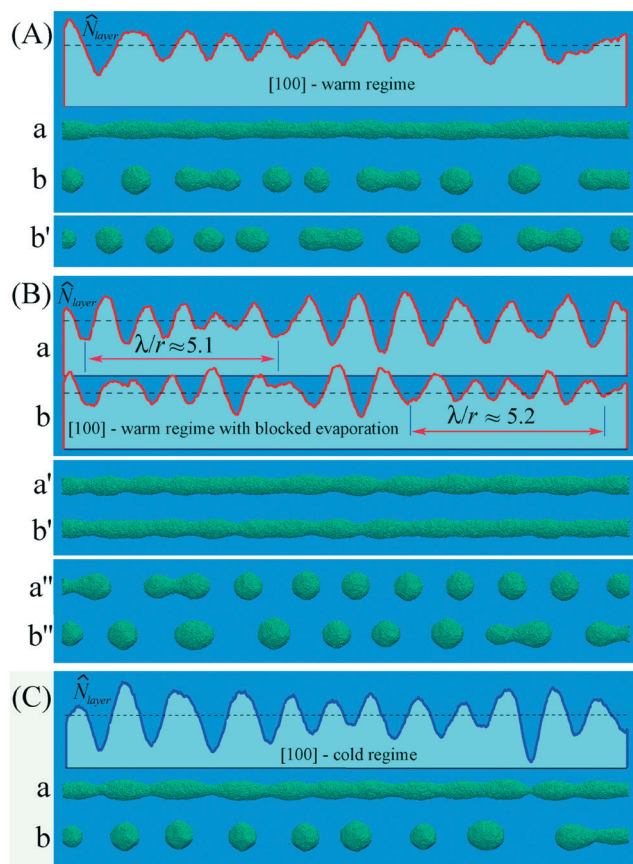 (A)
N̂layer
[100] - warm regime
a
b
b'
(B)
N̂layer
λ/r ≈ 5.1
a
b
λ/r ≈ 5.2
[100] - warm regime with blocked evaporation
a'
b'
a"
b"
(C)
N̂layer
[100] - cold regime
a
b